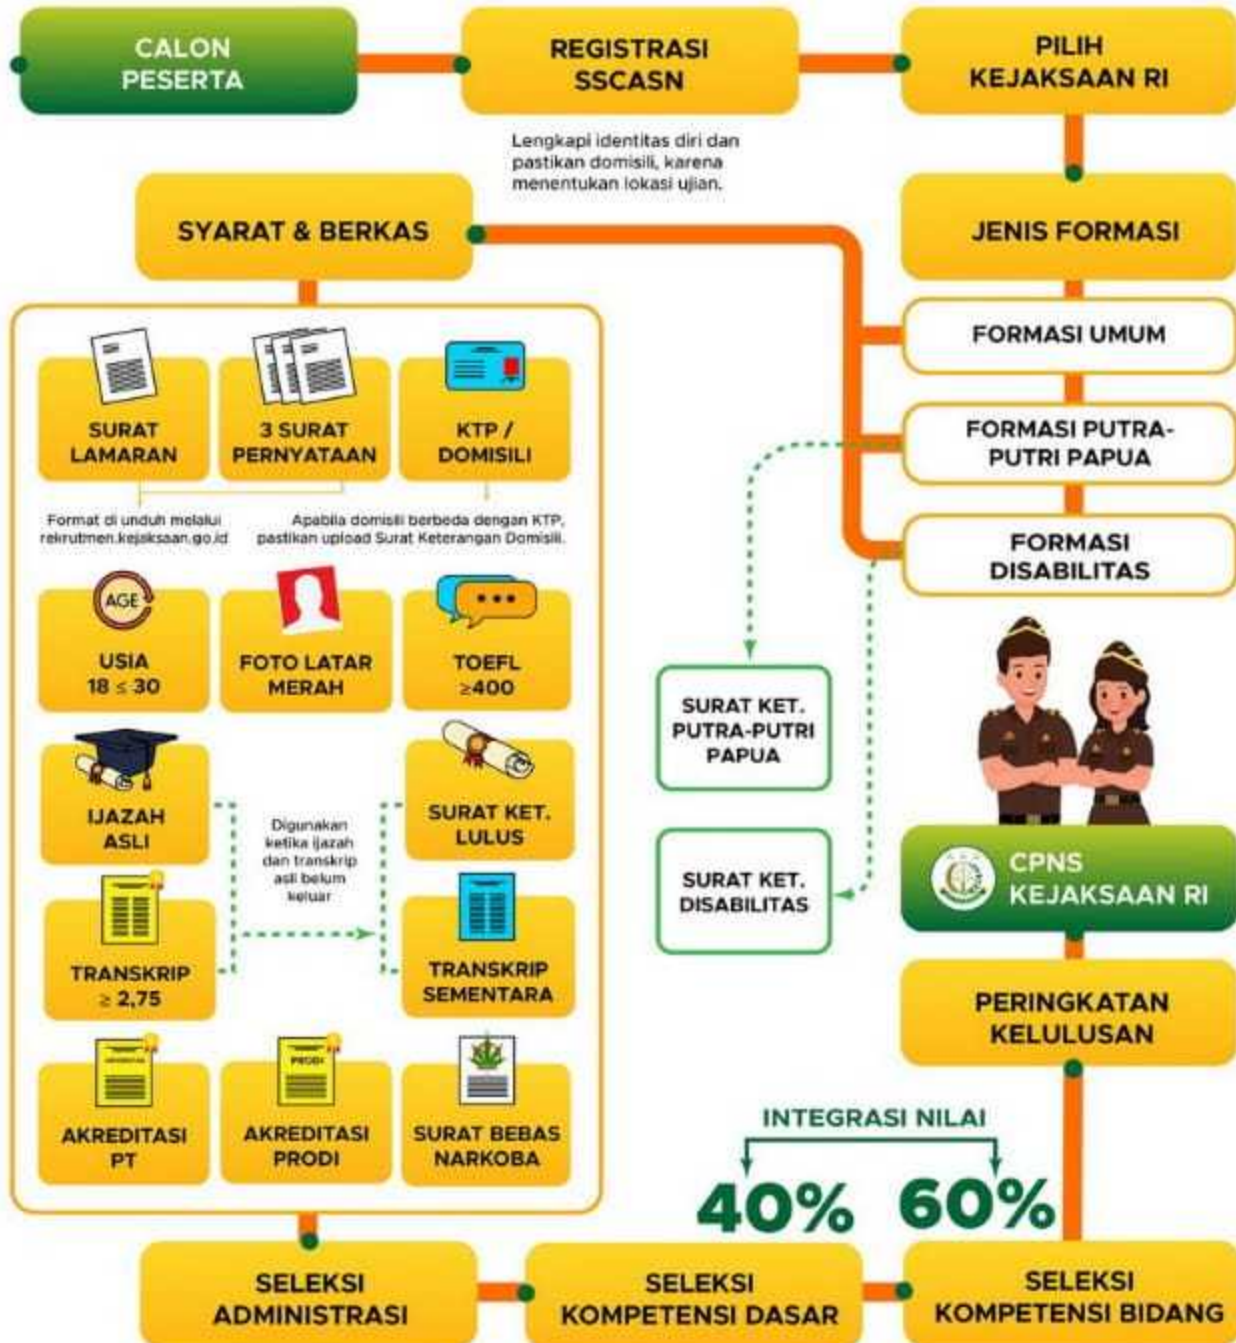 CALON
PESERTA
REGISTRASI
SSCASN
PILIH
KEJAKSAAN RI
Lengkapi identitas diri dan
pastikan domisili, karena
menentukan lokasi ujian.
SYARAT & BERKAS
JENIS FORMASI
FORMASI UMUM
FORMASI PUTRA-
PUTRI PAPUA
FORMASI
DISABILITAS
SURAT
LAMARAN
3 SURAT
PERNYATAAN
KTP /
DOMISILI
Format di unduh melalui
rekrutmen.kejaksaan.go.id
Apabila domisili berbeda dengan KTP,
pastikan upload Surat Keterangan Domisili.
AGE
USIA
18 ≤ 30
FOTO LATAR
MERAH
TOEFL
≥400
SURAT KET.
PUTRA-PUTRI
PAPUA
IJAZAH
ASLI
Digunakan
ketika ijazah
dan transkrip
asli belum
keluar
SURAT KET.
LULUS
SURAT KET.
DISABILITAS
CPNS
KEJAKSAAN RI
TRANSKRIP
≥ 2,75
TRANSKRIP
SEMENTARA
PERINGKATAN
KELULUSAN
AKREDITASI
PT
PRODI
AKREDITASI
PRODI
SURAT BEBAS
NARKOBA
INTEGRASI NILAI
40%
60%
SELEKSI
ADMINISTRASI
SELEKSI
KOMPETENSI DASAR
SELEKSI
KOMPETENSI BIDANG